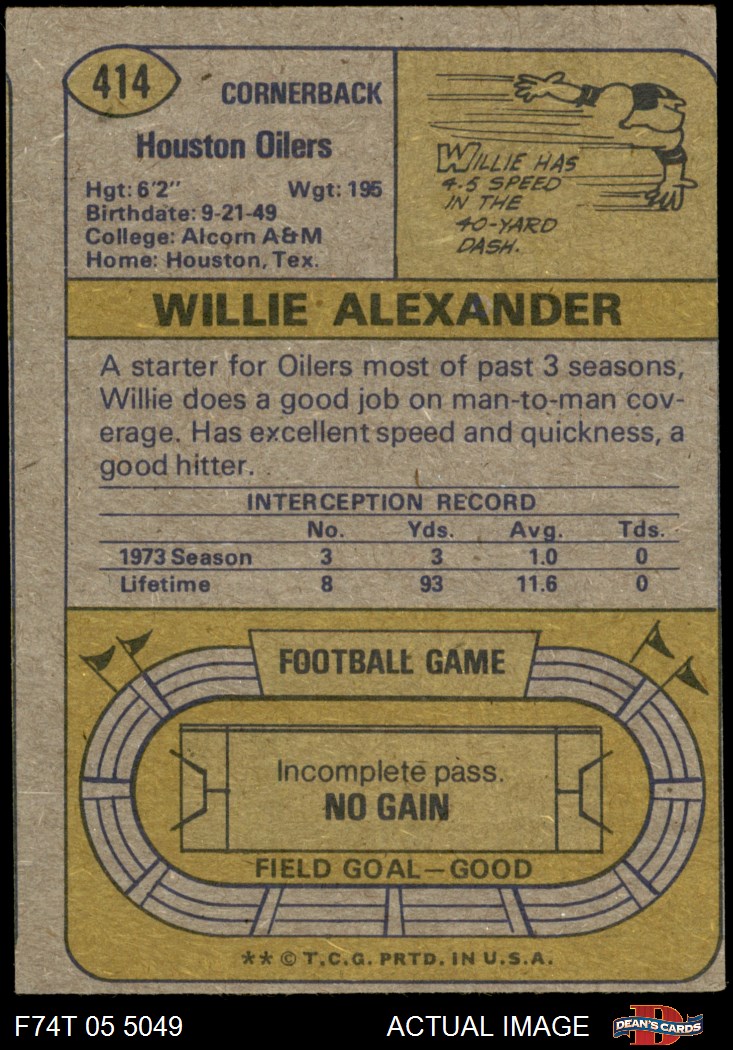 414
CORNERBACK
Houston Oilers
Hgt: 6'2" Wgt: 195
Birthdate: 9-21-49
College: Alcorn A&M
Home: Houston, Tex.
WILLIE HAS
4.5 SPEED
IN THE
40-YARD
DASH.
WILLIE ALEXANDER
A starter for Oilers most of past 3 seasons,
Willie does a good job on man-to-man cov-
erage. Has excellent speed and quickness, a
good hitter.
INTERCEPTION RECORD
No. Yds. Avg. Tds.
1973 Season 3 3 1.0 0
Lifetime 8 93 11.6 0
FOOTBALL GAME
Incomplete pass.
NO GAIN
FIELD GOAL—GOOD
** © T.C.G. PRTD. IN U.S.A.
F74T 05 5049 ACTUAL IMAGE
D
DEAN'S CARDS